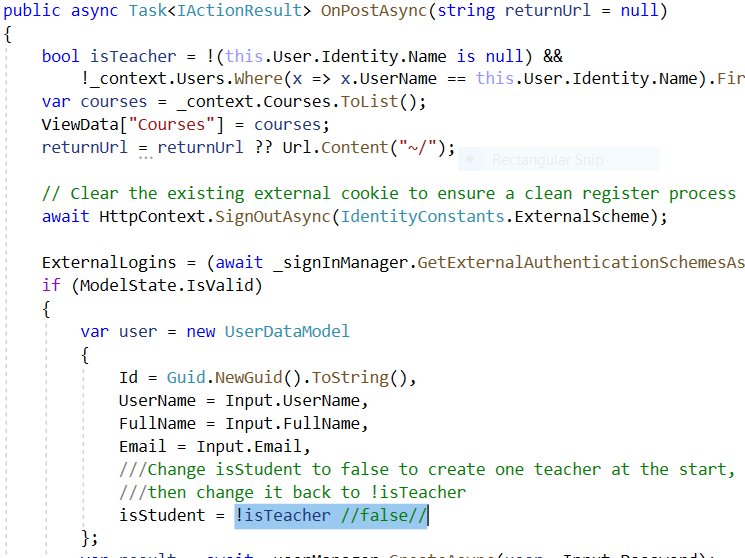 public async Task<IActionResult> OnPostAsync(string returnUrl = null)
{
bool isTeacher = !(this.User.Identity.Name is null) &&
!_context.Users.Where(x => x.UserName == this.User.Identity.Name).Fir
var courses = _context.Courses.ToList();
ViewData["Courses"] = courses;
returnUrl = returnUrl ?? Url.Content("~/");
Rectangular Snip
// Clear the existing external cookie to ensure a clean register process
await HttpContext.SignOutAsync(IdentityConstants.ExternalScheme);
ExternalLogins = (await _signInManager.GetExternalAuthenticationSchemesAs
if (ModelState.IsValid)
{
var user = new UserDataModel
{
Id = Guid.NewGuid().ToString(),
UserName = Input.UserName,
FullName = Input.FullName,
Email = Input.Email,
///Change isStudent to false to create one teacher at the start,
///then change it back to !isTeacher
isStudent = !isTeacher //false//
};